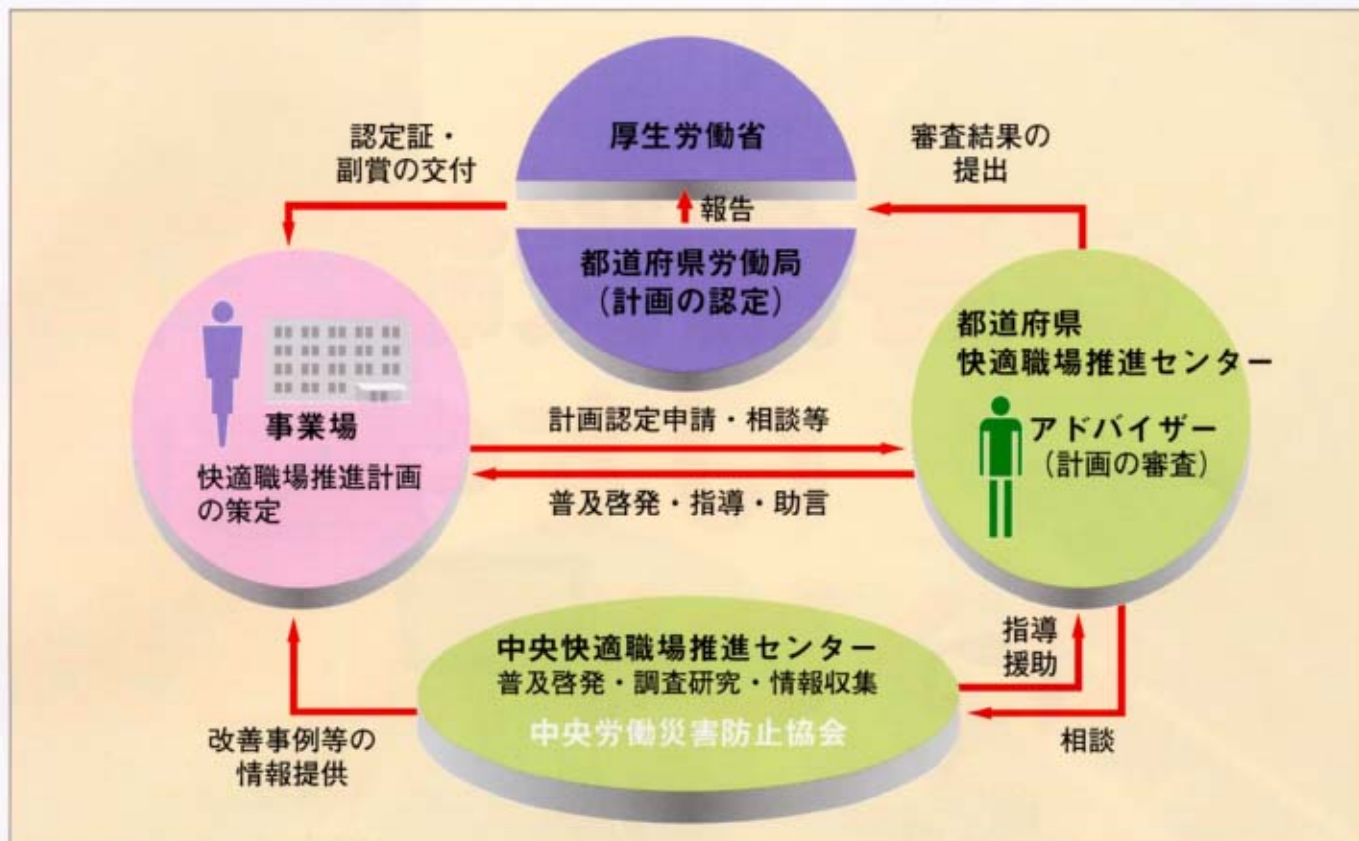 厚生労働省
認定証・
副賞の交付
審査結果の
提出
報告
都道府県労働局
(計画の認定)
事業場
快適職場推進計画
の策定
都道府県
快適職場推進センター
アドバイザー
(計画の審査)
計画認定申請・相談等
普及啓発・指導・助言
中央快適職場推進センター
普及啓発・調査研究・情報収集
中央労働災害防止協会
指導
援助
改善事例等の
情報提供
相談